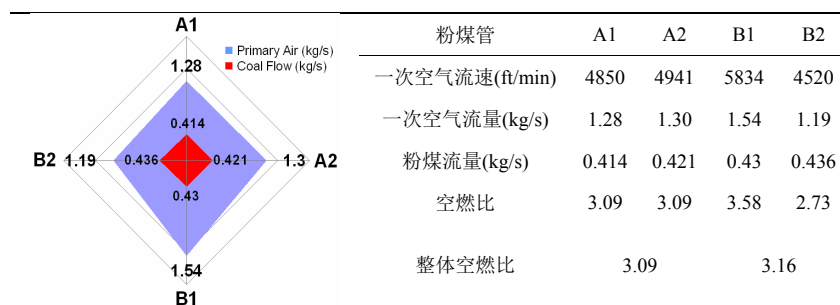 A1
Primary Air (kg/s)
Coal Flow (kg/s)
1.28
0.414
B2 1.19 0.436 0.421 1.3 A2
0.43
1.54
B1
粉煤管 A1 A2 B1 B2
一次空气流速(ft/min) 4850 4941 5834 4520
一次空气流量(kg/s) 1.28 1.30 1.54 1.19
粉煤流量(kg/s) 0.414 0.421 0.43 0.436
空燃比 3.09 3.09 3.58 2.73
整体空燃比 3.09 3.16